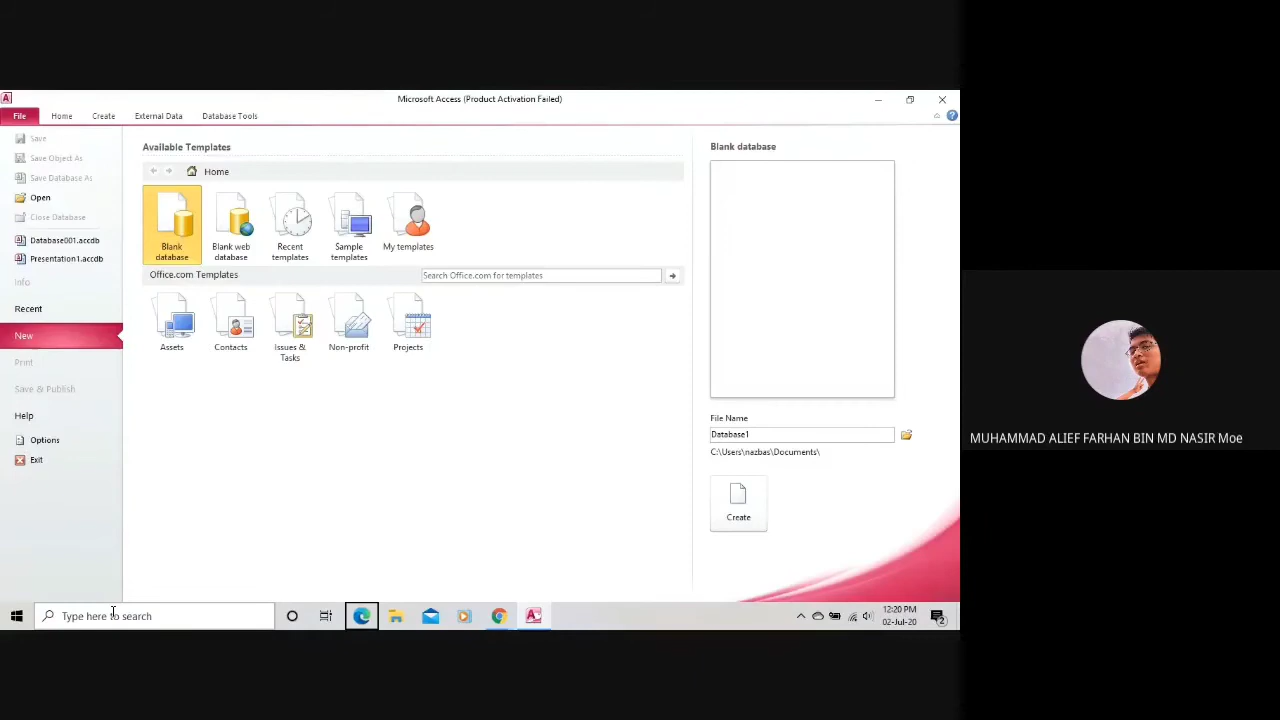 Microsoft Access (Product Activation Failed)
File Home Create External Data Database Tools
Save
Save Object As
Save Database As
Open
Close Database
Database001.accdb
Presentation1.accdb
Info
Recent
New
Print
Save & Publish
Help
Options
Exit
Available Templates
Home
Blank database
Blank web database
Recent templates
Sample templates
My templates
Office.com Templates
Search Office.com for templates
Assets
Contacts
Issues & Tasks
Non-profit
Projects
Blank database
File Name
Database1
C:\Users\nazbas\Documents\
Create
Type here to search
12:20 PM
02-Jul-20
2
MUHAMMAD ALIEF FARHAN BIN MD NASIR Moe